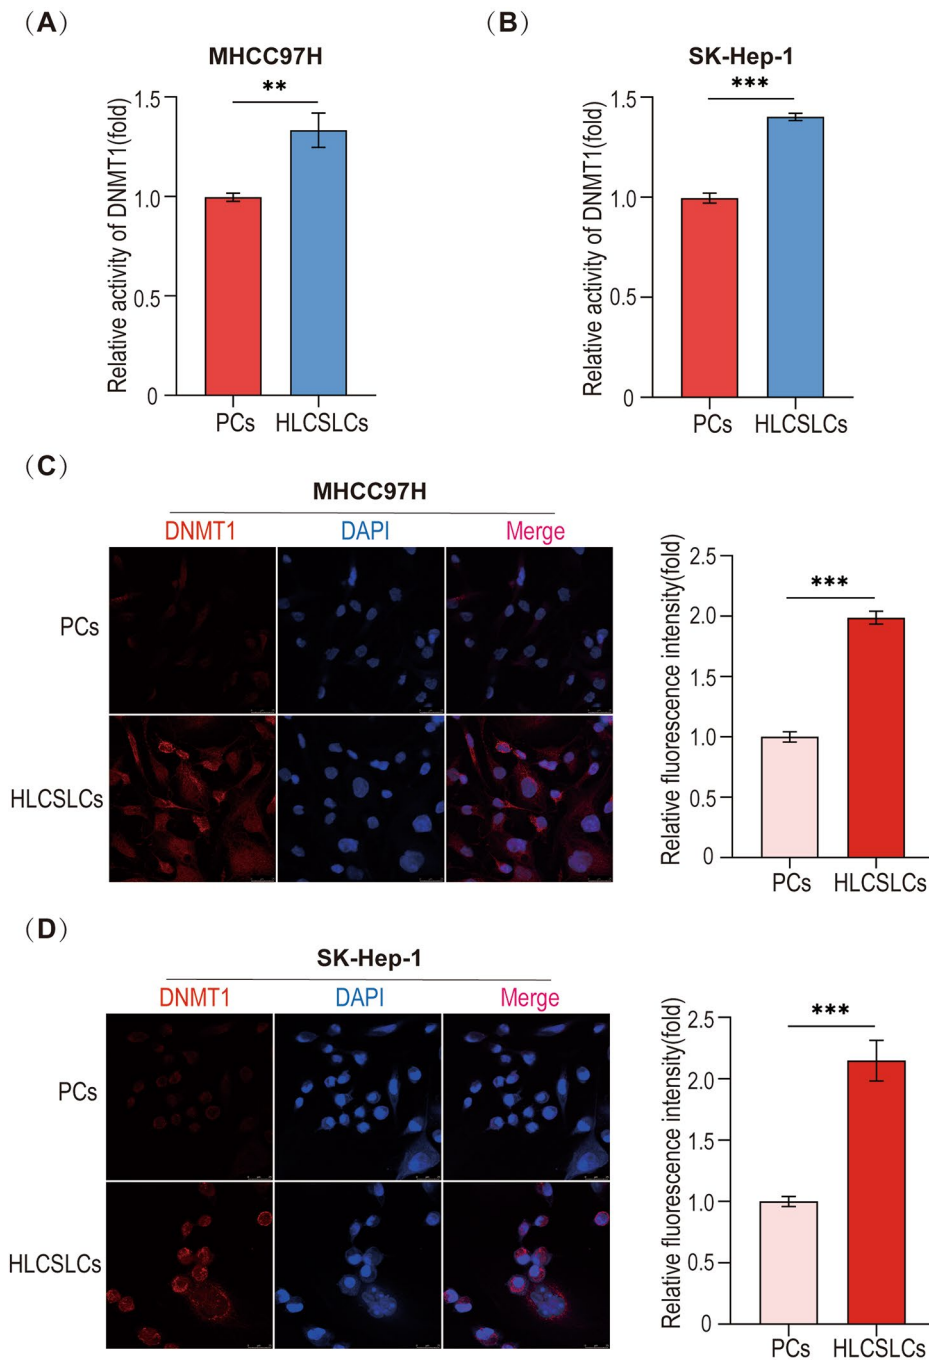 (A)
MHCC97H
**
Relative activity of DNMT1(fold)
1.5
1.0
0.5
0
PCs HLCSLCs
(B)
SK-Hep-1
***
Relative activity of DNMT1(fold)
1.5
1.0
0.5
0
PCs HLCSLCs
(C)
MHCC97H
DNMT1 DAPI Merge
PCs
HLCSLCs
Relative fluorescence intensity(fold)
2.5
2.0
1.5
1.0
0.5
0
***
PCs HLCSLCs
(D)
SK-Hep-1
DNMT1 DAPI Merge
PCs
HLCSLCs
Relative fluorescence intensity(fold)
2.5
2.0
1.5
1.0
0.5
0
***
PCs HLCSLCs